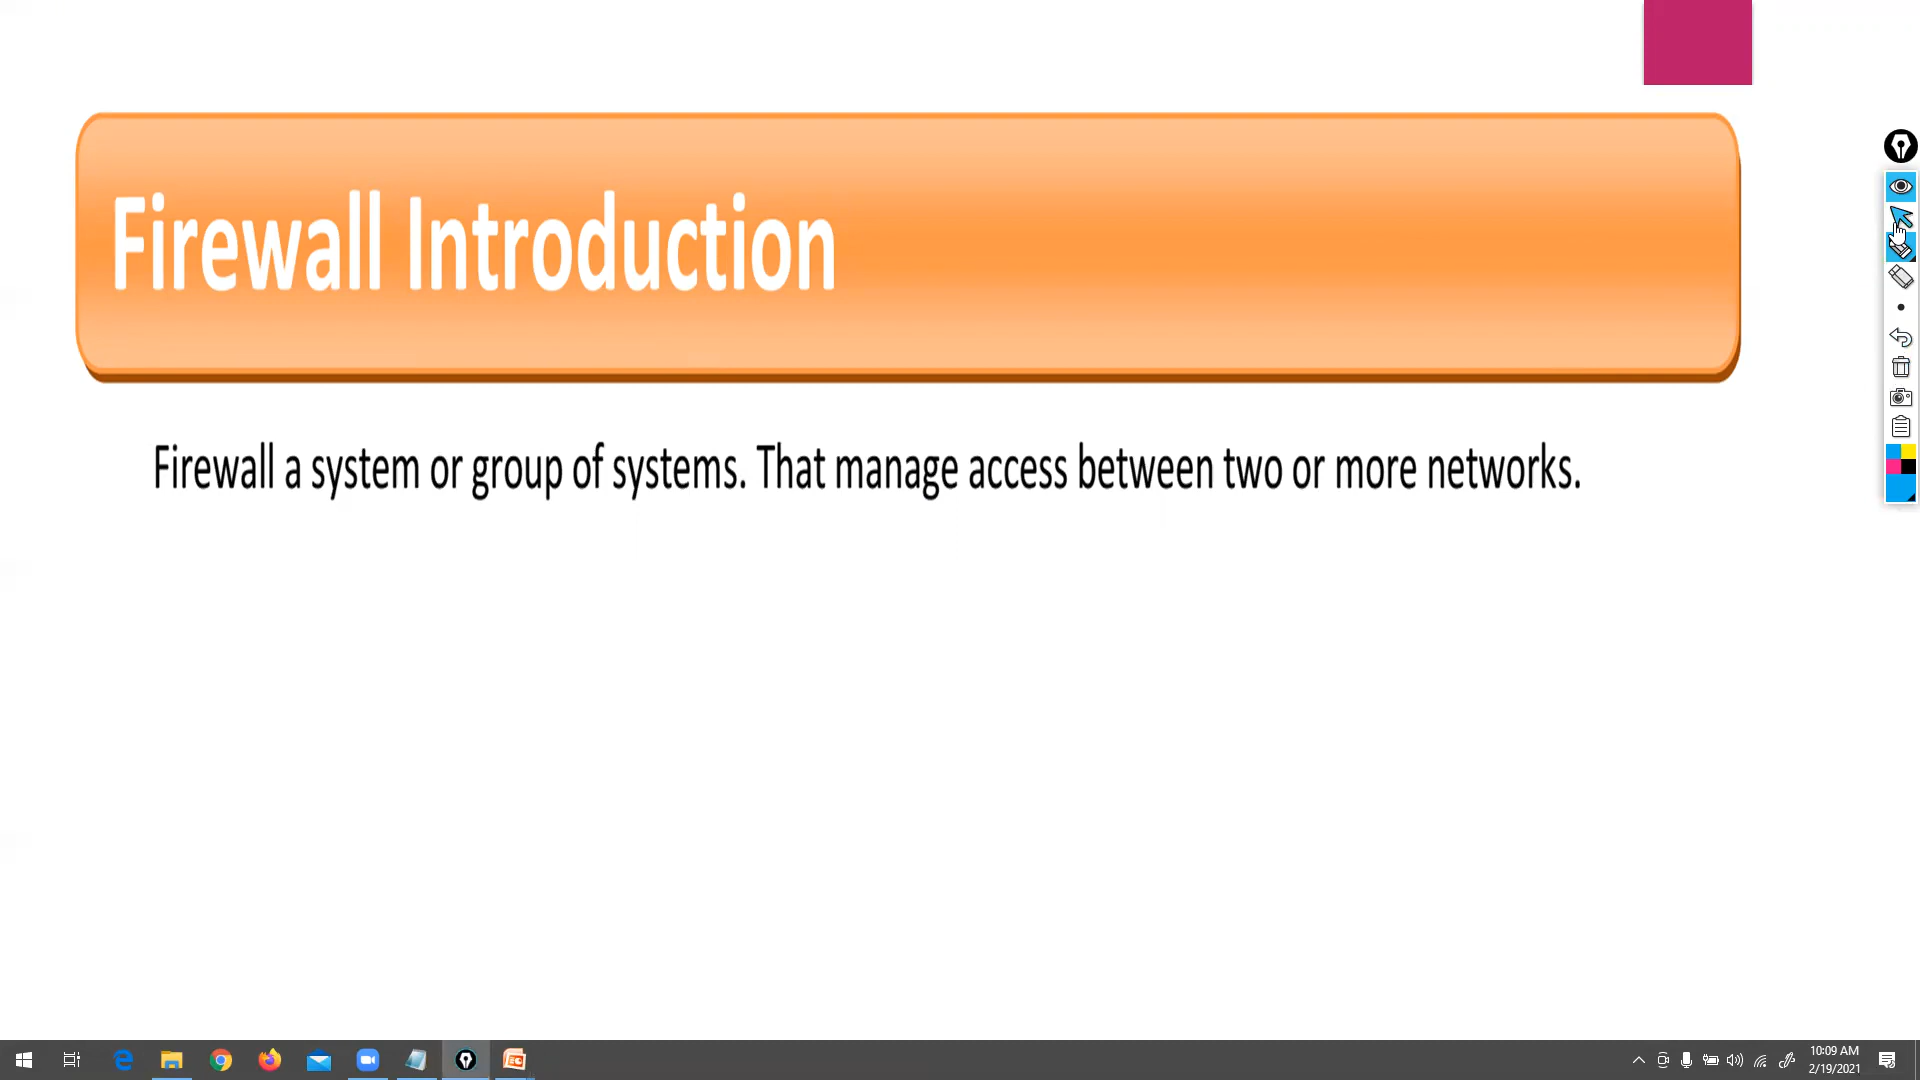 Firewall Introduction
Firewall a system or group of systems. That manage access between two or more networks.
10:09 AM
2/19/2021